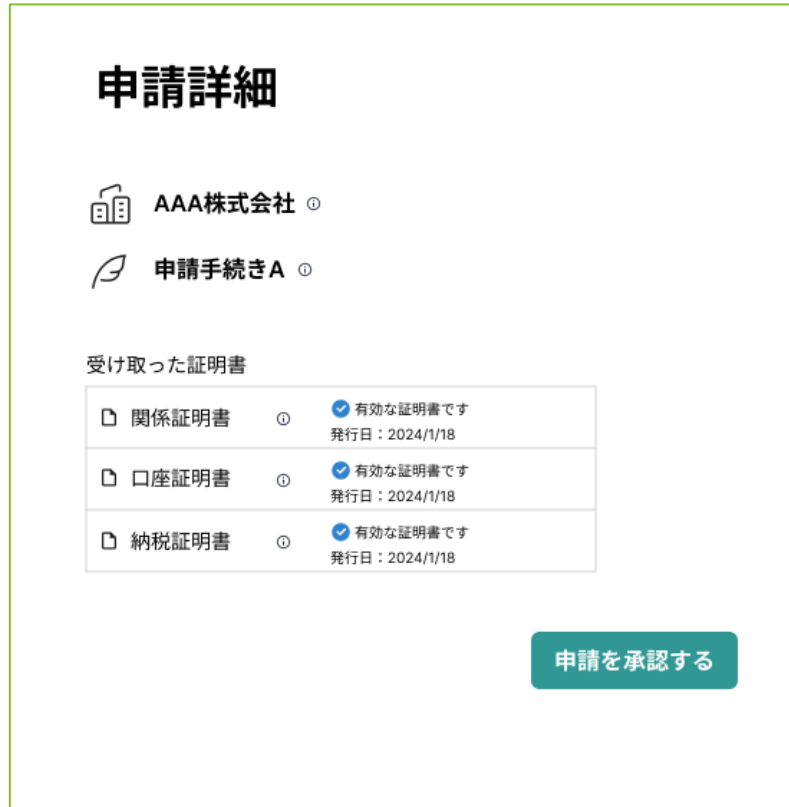 申請詳細
AAA株式会社
申請手続きA
受け取った証明書
関係証明書
有効な証明書です
発行日：2024/1/18
口座証明書
有効な証明書です
発行日：2024/1/18
納税証明書
有効な証明書です
発行日：2024/1/18
申請を承認する